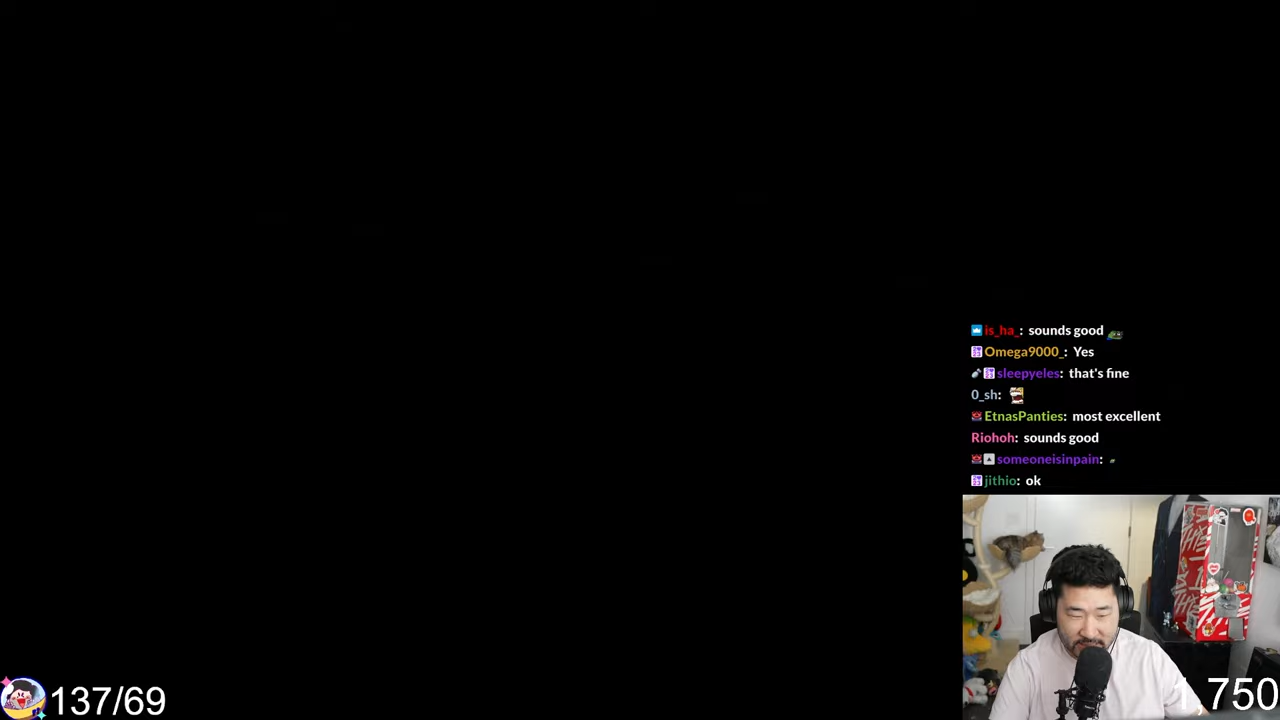 is_ha_: sounds good
Omega9000_: Yes
sleepyeles: that's fine
0_sh:
EtnasPanties: most excellent
Riohoh: sounds good
someoneisinpain:
jithio: ok
137/69
1,750